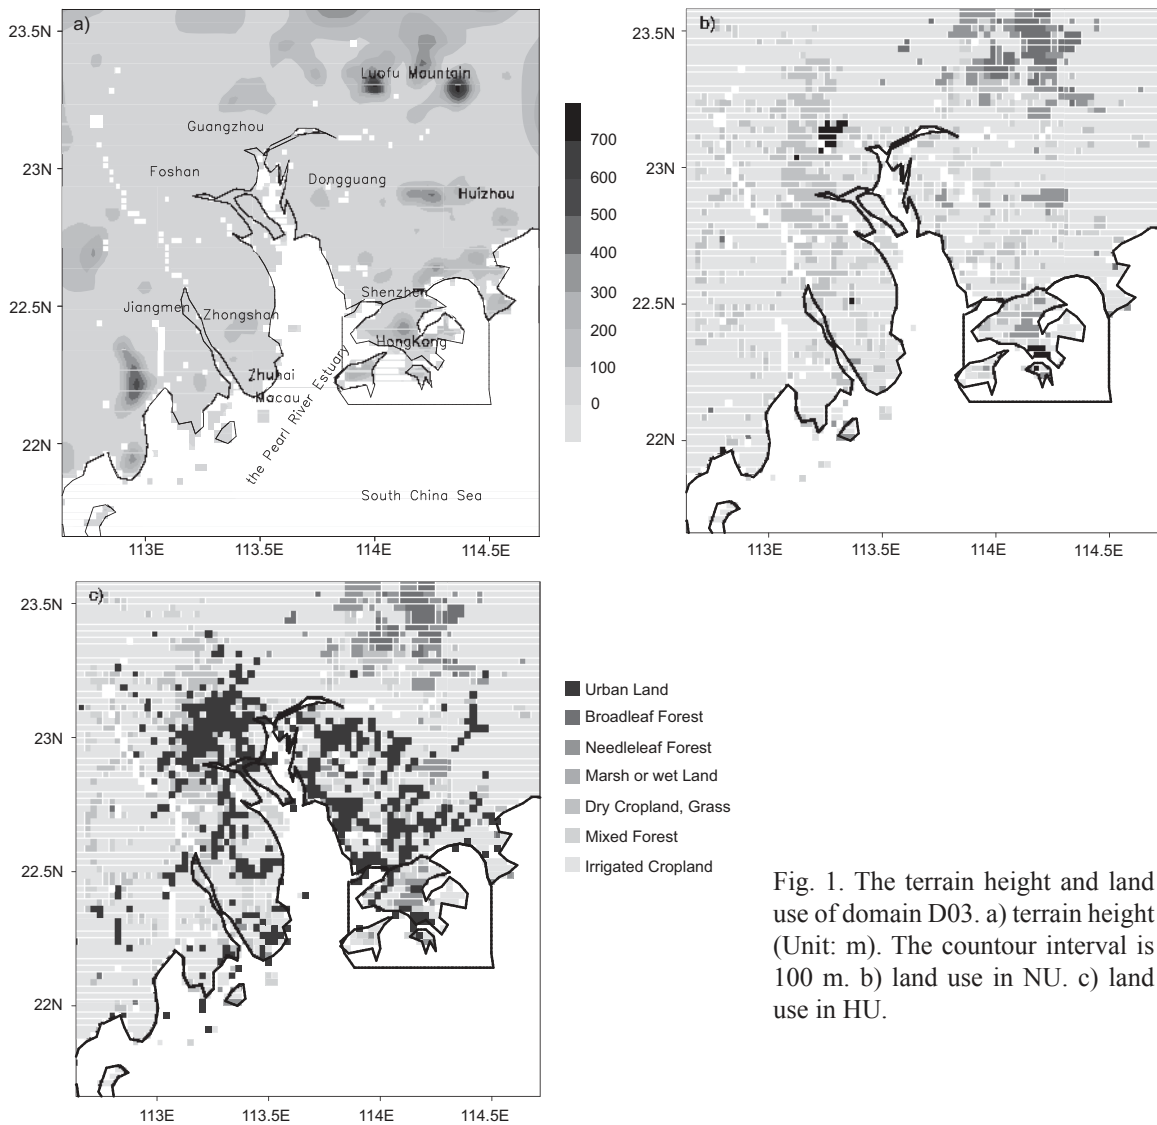 a)
23.5N
23N
22.5N
22N
113E
113.5E
114E
114.5E
Luofu Mountain
Guangzhou
Foshan
Dongguang
Huizhou
Shenzhen
Jiangmen
Zhongshan
HongKong
Zhuhai
Macau
the Pearl River Estuary
South China Sea
700
600
500
400
300
200
100
0
b)
23.5N
23N
22.5N
22N
113E
113.5E
114E
114.5E
c)
23.5N
23N
22.5N
22N
113E
113.5E
114E
114.5E
Urban Land
Broadleaf Forest
Needleleaf Forest
Marsh or wet Land
Dry Cropland, Grass
Mixed Forest
Irrigated Cropland
Fig. 1. The terrain height and land
use of domain D03. a) terrain height
(Unit: m). The countour interval is
100 m. b) land use in NU. c) land
use in HU.